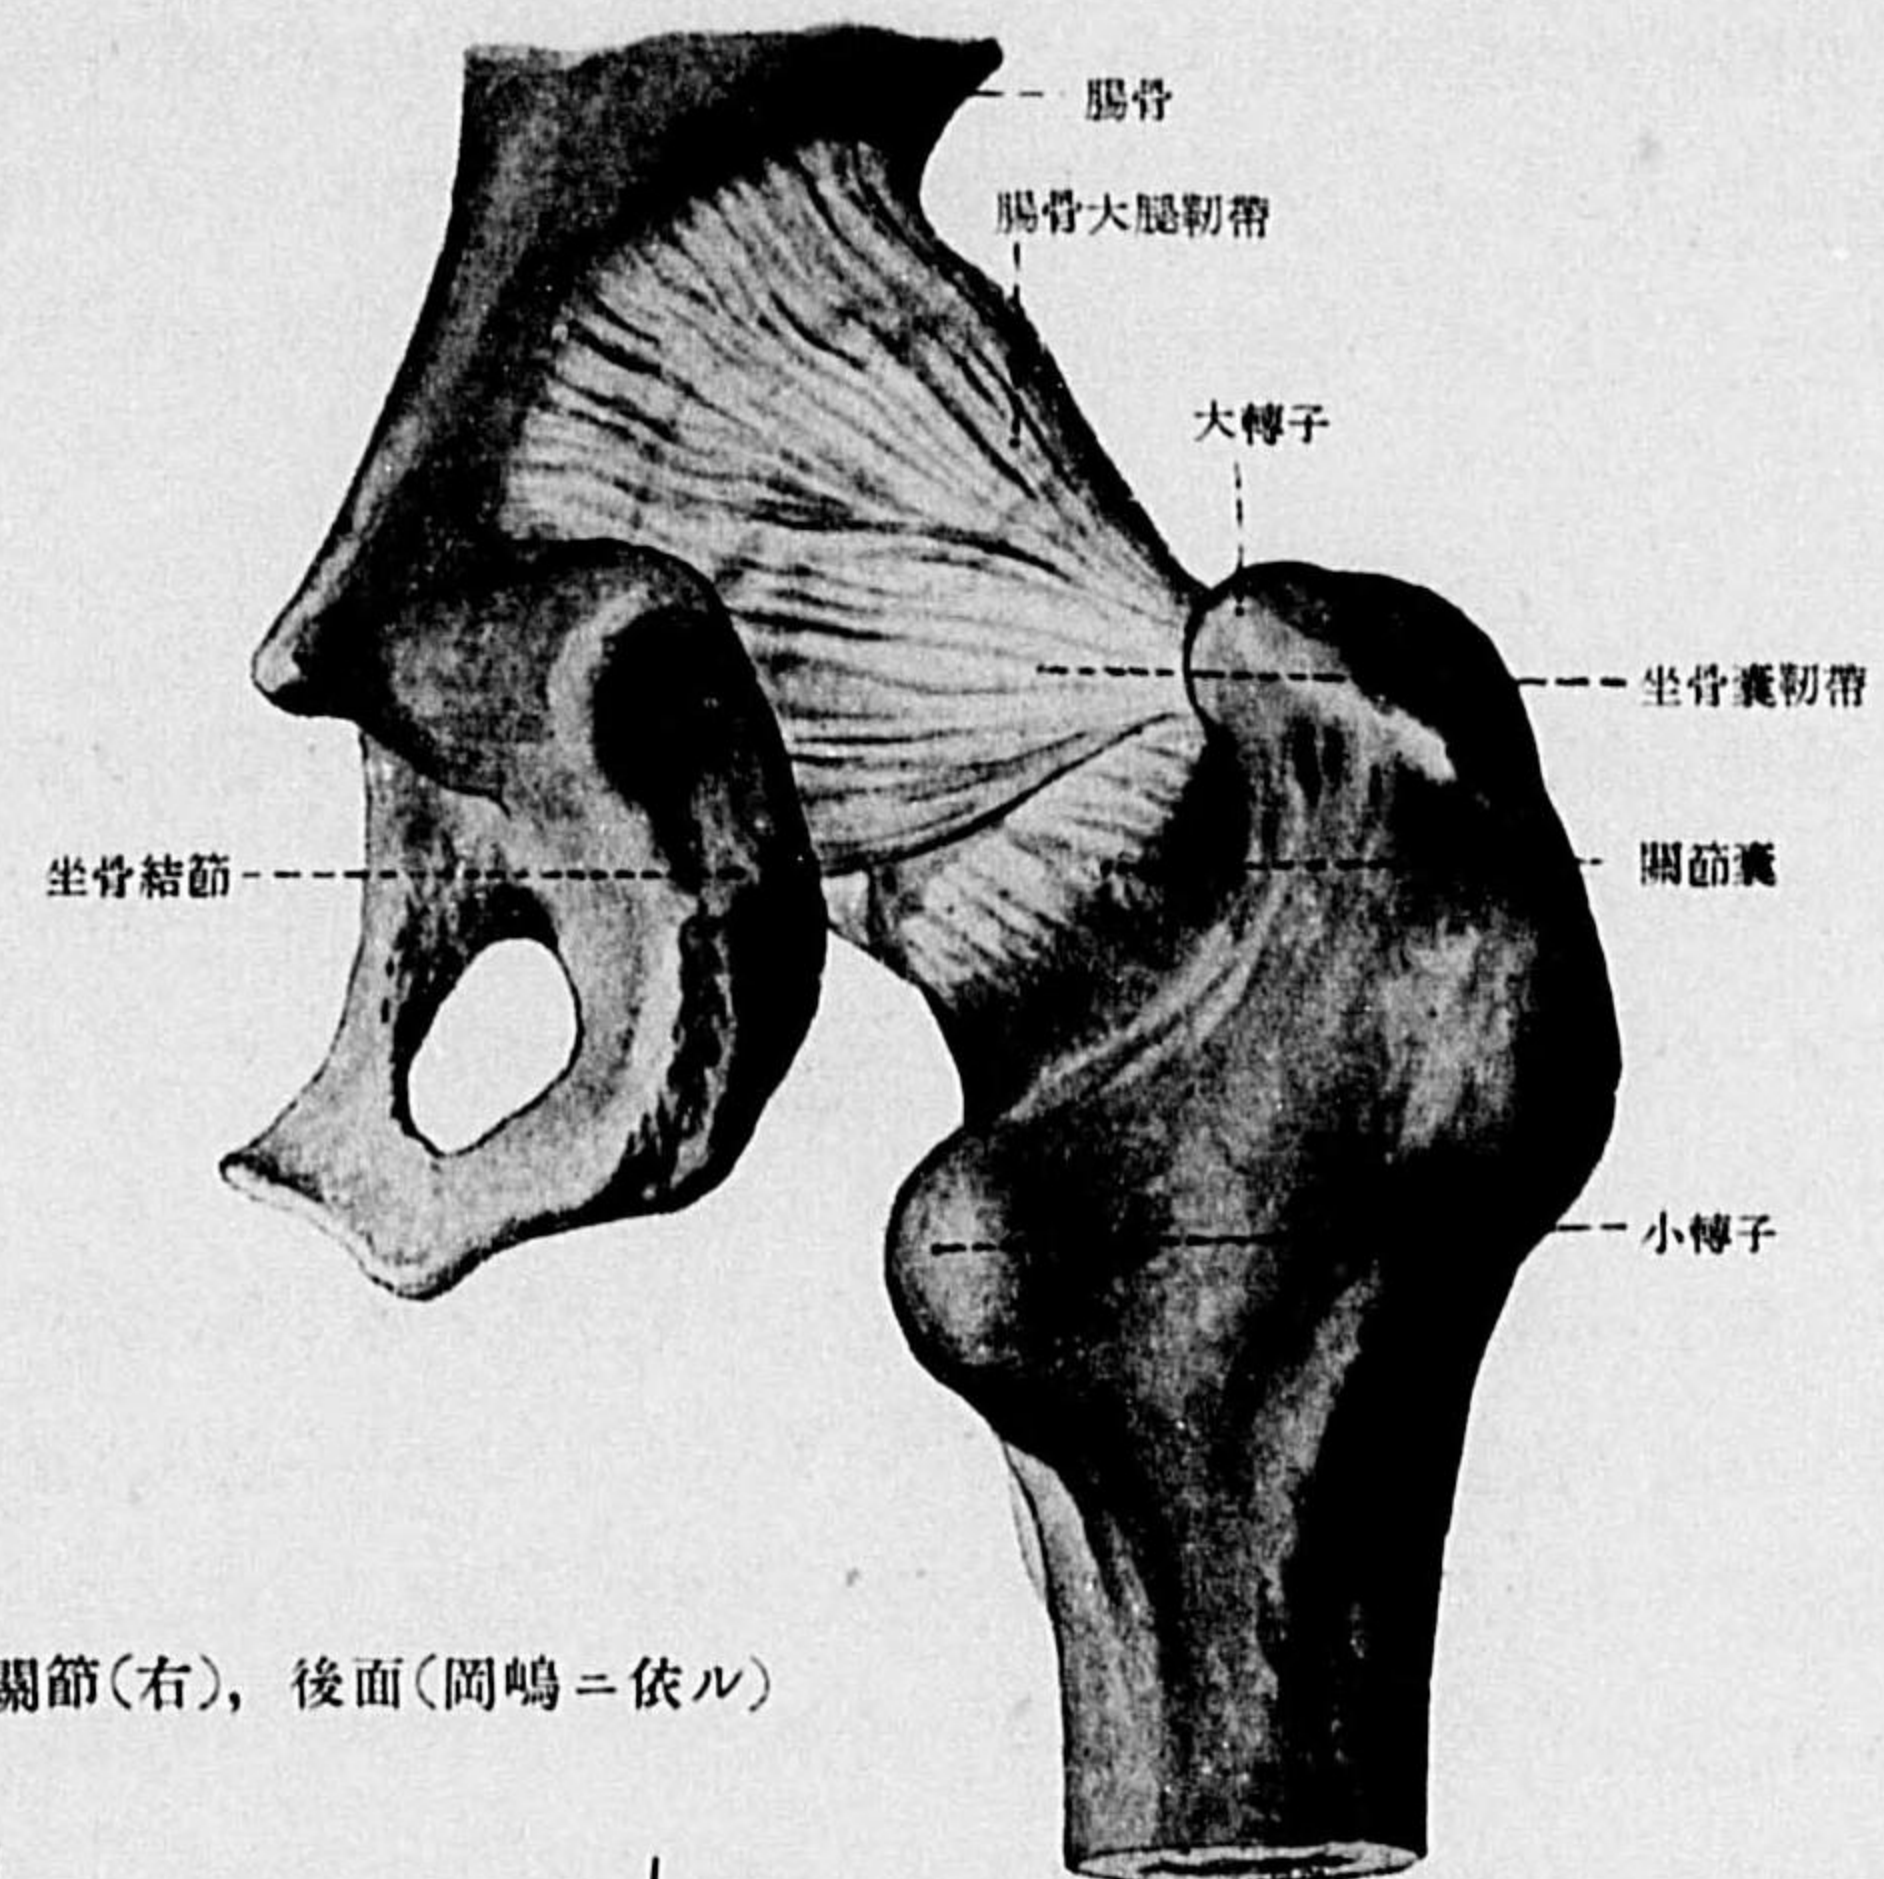 腸骨
腸骨大腿靭帶
大轉子
坐骨囊靭帶
坐骨結節
關節囊
小轉子
關節(右)，後面(岡嶋ニ依ル)